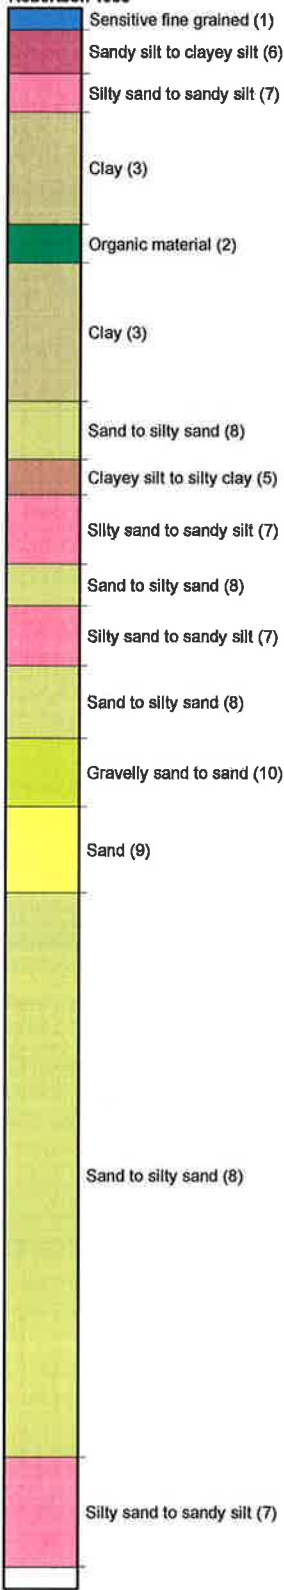 Sensitive fine grained (1)
Sandy silt to clayey silt (6)
Silty sand to sandy silt (7)
Clay (3)
Organic material (2)
Clay (3)
Sand to silty sand (8)
Clayey silt to silty clay (5)
Silty sand to sandy silt (7)
Sand to silty sand (8)
Silty sand to sandy silt (7)
Sand to silty sand (8)
Gravelly sand to sand (10)
Sand (9)
Sand to silty sand (8)
Silty sand to sandy silt (7)